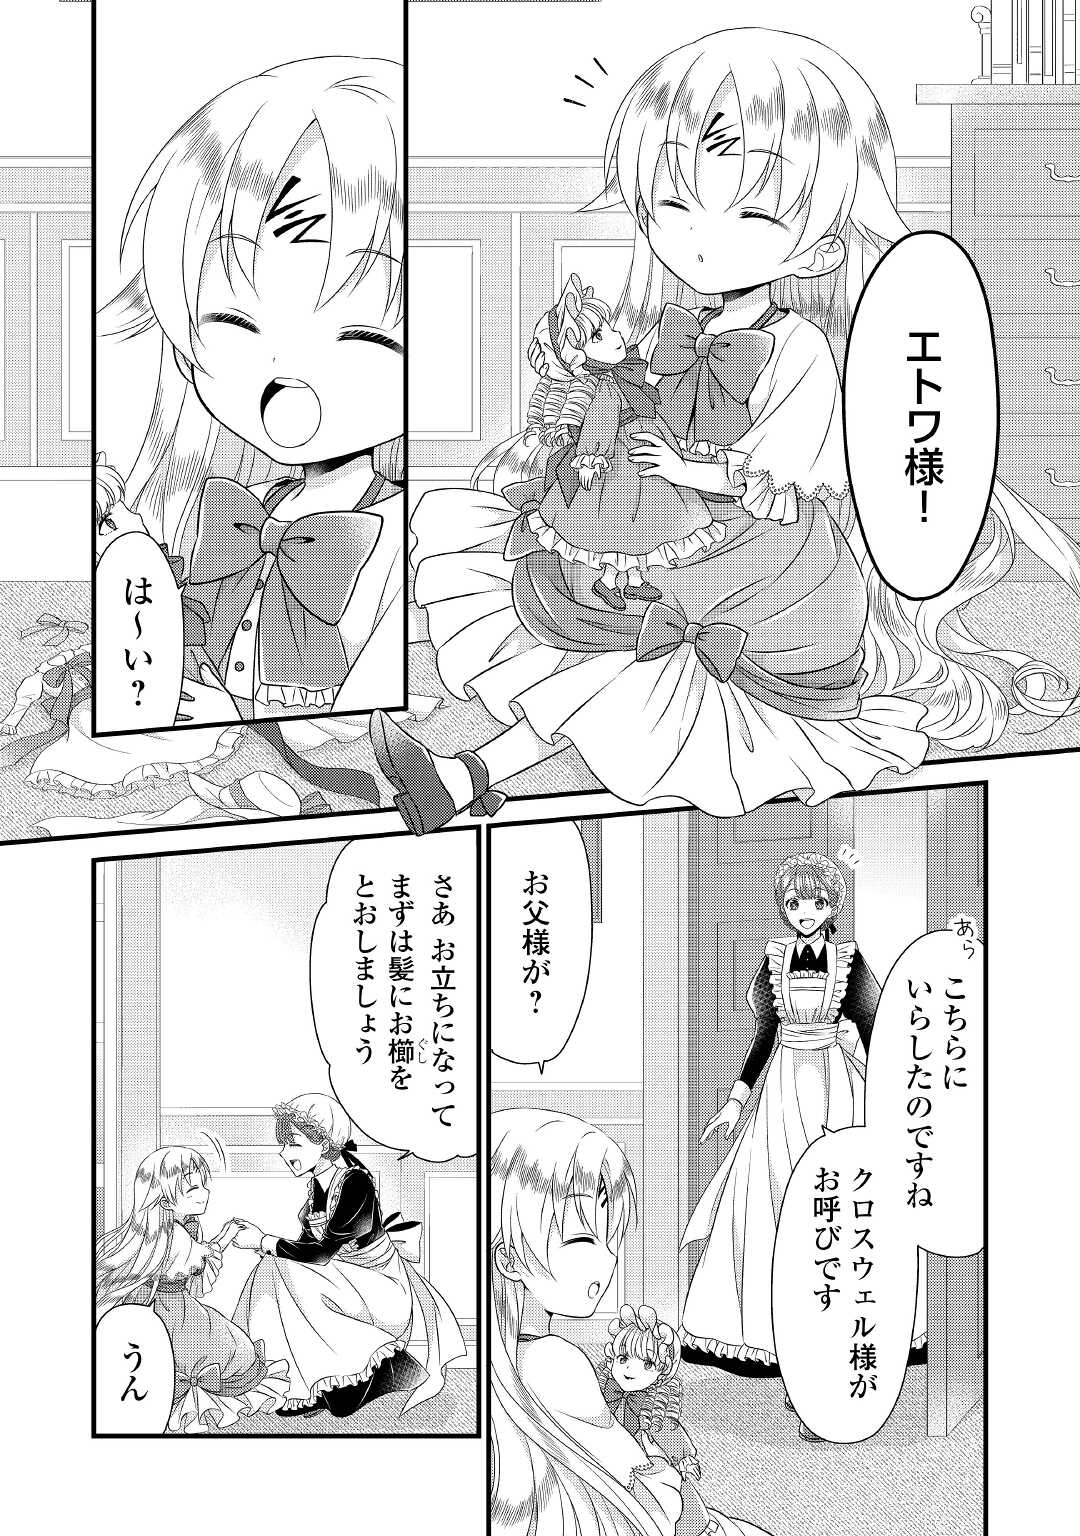 エトワ様！
は～い？
あら
こちらに
いらしたのですね
クロスウェル様が
お呼びです
お父様が？
さあ お立ちになって
まずは髪にお櫛を
ぐし
とおしましょう
うん